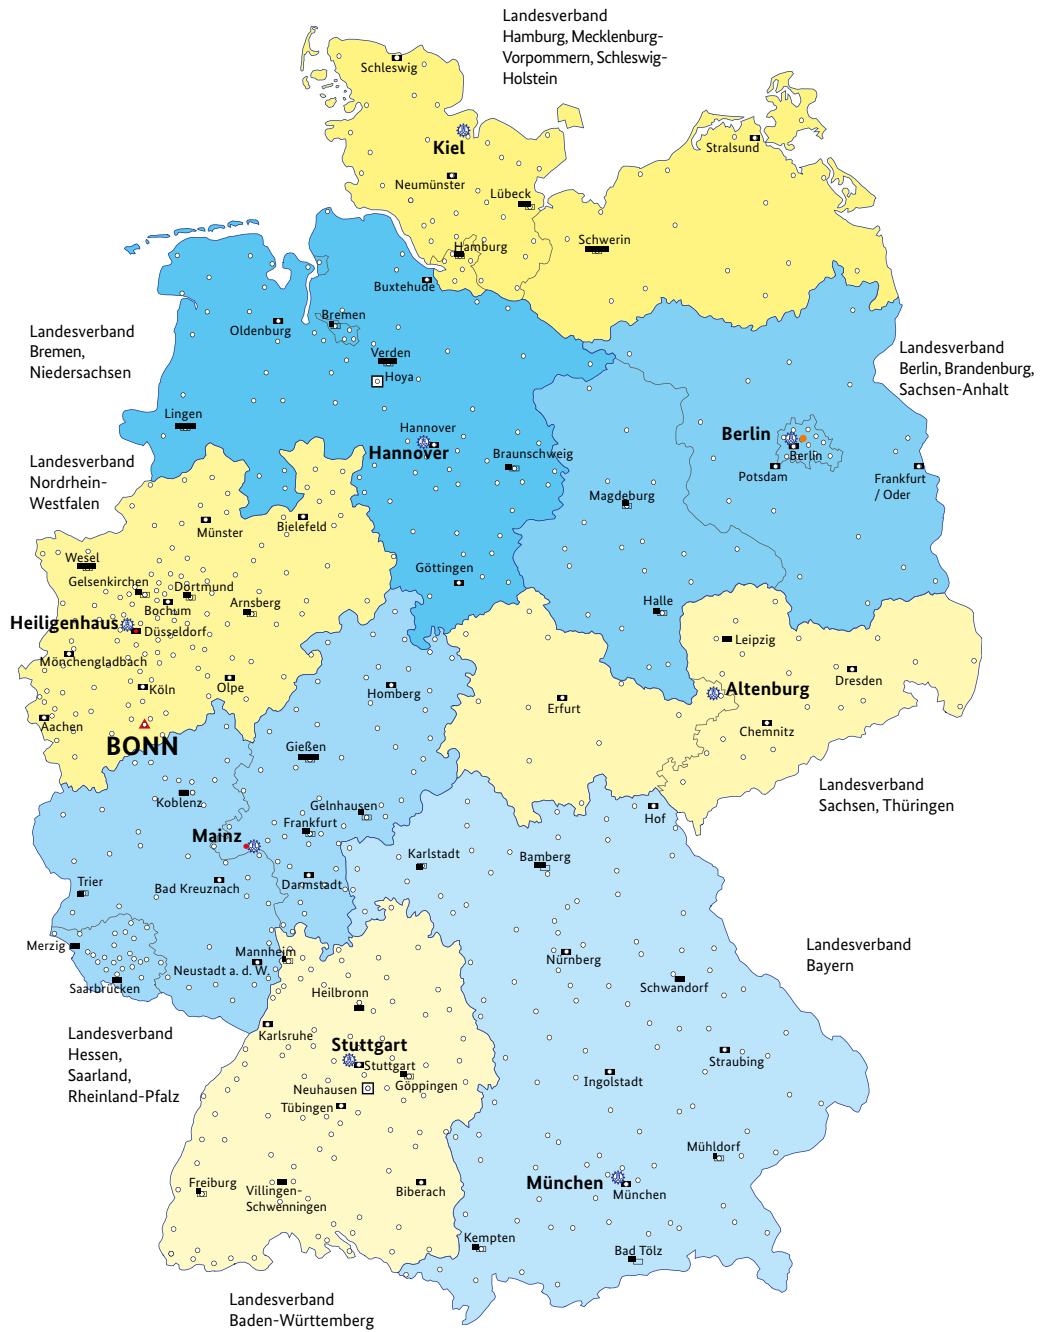 Landesverband
Hamburg, Mecklenburg-
Vorpommern, Schleswig-
Holstein
Schleswig
Kiel
Stralsund
Neumünster
Lübeck
Schwerin
Hamburg
Buxtehude
Bremen
Oldenburg
Landesverband
Bremen,
Niedersachsen
Verden
Hoya
Landesverband
Berlin, Brandenburg,
Sachsen-Anhalt
Lingen
Hannover
Hannover
Braunschweig
Berlin
Berlin
Potsdam
Frankfurt
/ Oder
Landesverband
Nordrhein-
Westfalen
Magdeburg
Münster
Bielefeld
Wesel
Göttingen
Gelsenkirchen
Dortmund
Bochum
Arnsberg
Halle
Heiligenhaus
Düsseldorf
Leipzig
Mönchengladbach
Köln
Olpe
Homberg
Erfurt
Altenburg
Dresden
Aachen
BONN
Chemnitz
Gießen
Landesverband
Sachsen, Thüringen
Koblenz
Gelnhausen
Hof
Frankfurt
Mainz
Karlstadt
Bamberg
Trier
Bad Kreuznach
Darmstadt
Merzig
Mannheim
Neustadt a. d. W.
Nürnberg
Landesverband
Bayern
Saarbrücken
Heilbronn
Schwandorf
Landesverband
Hessen,
Saarland,
Rheinland-Pfalz
Karlsruhe
Stuttgart
Stuttgart
Straubing
Neuhausen
Göppingen
Ingolstadt
Tübingen
Mühldorf
Freiburg
Villingen-
Schwenningen
Biberach
München
München
Kempten
Bad Tölz
Landesverband
Baden-Württemberg